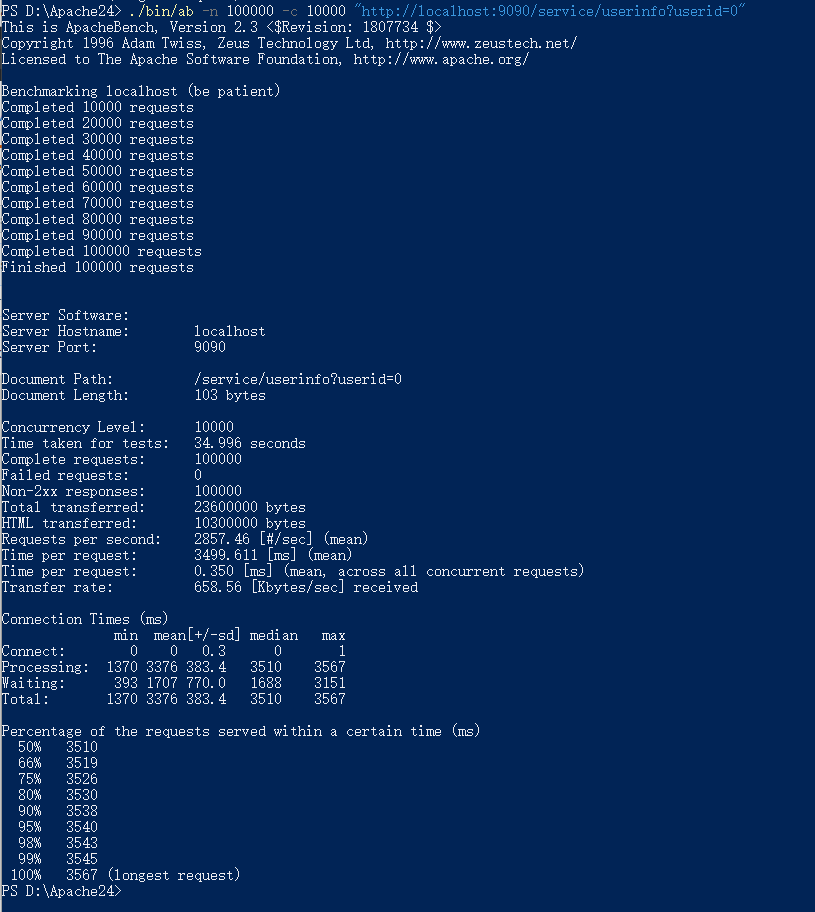 PS D:\Apache24> ./bin/ab -n 100000 -c 10000 "http://localhost:9090/service/userinfo?userid=0"
This is ApacheBench, Version 2.3 <$Revision: 1807734 $>
Copyright 1996 Adam Twiss, Zeus Technology Ltd, http://www.zeustech.net/
Licensed to The Apache Software Foundation, http://www.apache.org/

Benchmarking localhost (be patient)
Completed 10000 requests
Completed 20000 requests
Completed 30000 requests
Completed 40000 requests
Completed 50000 requests
Completed 60000 requests
Completed 70000 requests
Completed 80000 requests
Completed 90000 requests
Completed 100000 requests
Finished 100000 requests


Server Software:
Server Hostname:        localhost
Server Port:            9090

Document Path:          /service/userinfo?userid=0
Document Length:        103 bytes

Concurrency Level:      10000
Time taken for tests:   34.996 seconds
Complete requests:      100000
Failed requests:        0
Non-2xx responses:      100000
Total transferred:      23600000 bytes
HTML transferred:       10300000 bytes
Requests per second:    2857.46 [#/sec] (mean)
Time per request:       3499.611 [ms] (mean)
Time per request:       0.350 [ms] (mean, across all concurrent requests)
Transfer rate:          658.56 [Kbytes/sec] received

Connection Times (ms)
              min  mean[+/-sd] median   max
Connect:        0    0   0.3      0       1
Processing:  1370 3376 383.4   3510    3567
Waiting:      393 1707 770.0   1688    3151
Total:       1370 3376 383.4   3510    3567

Percentage of the requests served within a certain time (ms)
  50%   3510
  66%   3519
  75%   3526
  80%   3530
  90%   3538
  95%   3540
  98%   3543
  99%   3545
 100%   3567 (longest request)
PS D:\Apache24>